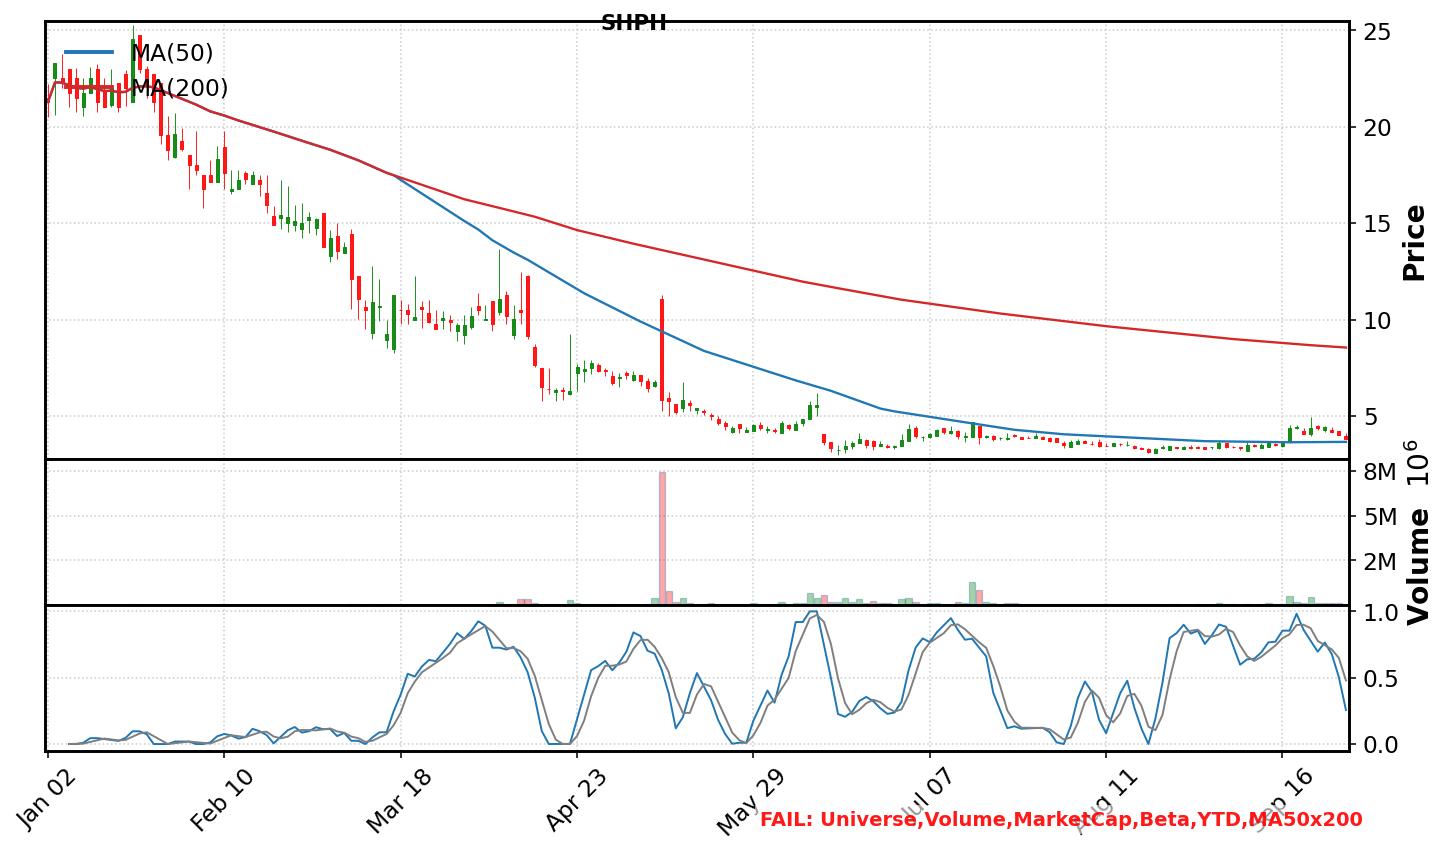 SHPH
MA(50)
MA(200)
25
20
15
10
5
Price
8M
5M
2M
Volume 10^6
1.0
0.5
0.0
Jan 02
Feb 10
Mar 18
Apr 23
May 29
Jul 07
Aug 11
Sep 16
FAIL: Universe,Volume,MarketCap,Beta,YTD,MA50x200